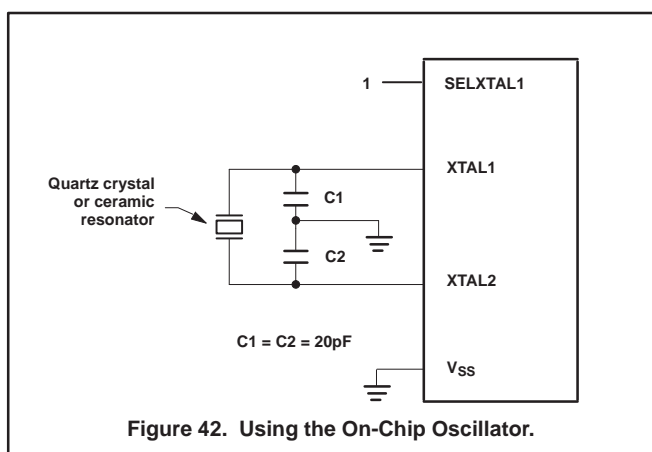 1
SELXTAL1
XTAL1
Quartz crystal
or ceramic
resonator
C1
C2
XTAL2
C1 = C2 = 20pF
VSS
Figure 42. Using the On-Chip Oscillator.